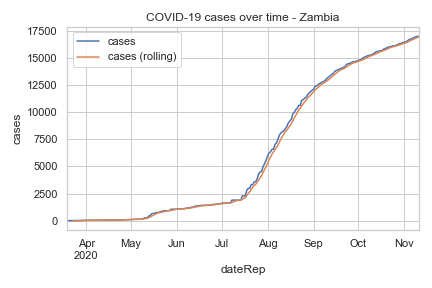 COVID-19 cases over time - Zambia
cases
cases (rolling)
17500
15000
12500
10000
7500
5000
2500
0
cases
Apr
2020
May
Jun
Jul
Aug
Sep
Oct
Nov
dateRep